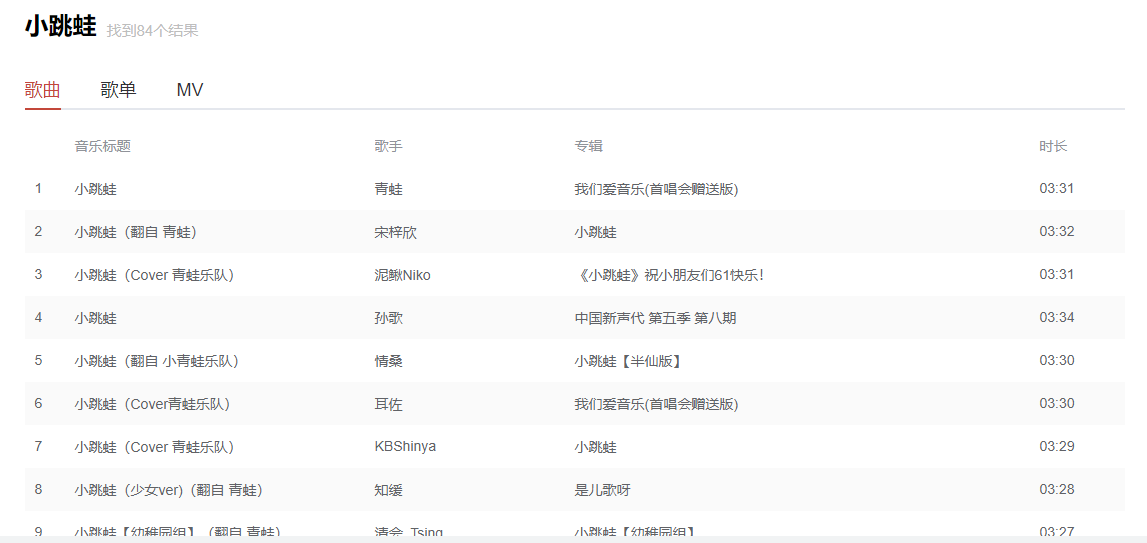 小跳蛙 找到84个结果
歌曲 歌单 MV
音乐标题 歌手 专辑 时长
1 小跳蛙 青蛙 我们爱音乐(首唱会赠送版) 03:31
2 小跳蛙（翻自 青蛙） 宋梓欣 小跳蛙 03:32
3 小跳蛙（Cover 青蛙乐队） 泥鳅Niko 《小跳蛙》祝小朋友们61快乐！ 03:31
4 小跳蛙 孙歌 中国新声代 第五季 第八期 03:34
5 小跳蛙（翻自 小青蛙乐队） 情桑 小跳蛙【半仙版】 03:30
6 小跳蛙（Cover青蛙乐队） 耳佐 我们爱音乐(首唱会赠送版) 03:30
7 小跳蛙（Cover 青蛙乐队） KBShinya 小跳蛙 03:29
8 小跳蛙（少女ver)（翻自 青蛙） 知缓 是儿歌呀 03:28
9 小跳蛙【幼稚园组】（翻自 青蛙） Tsing 小跳蛙【幼稚园组】 03:27